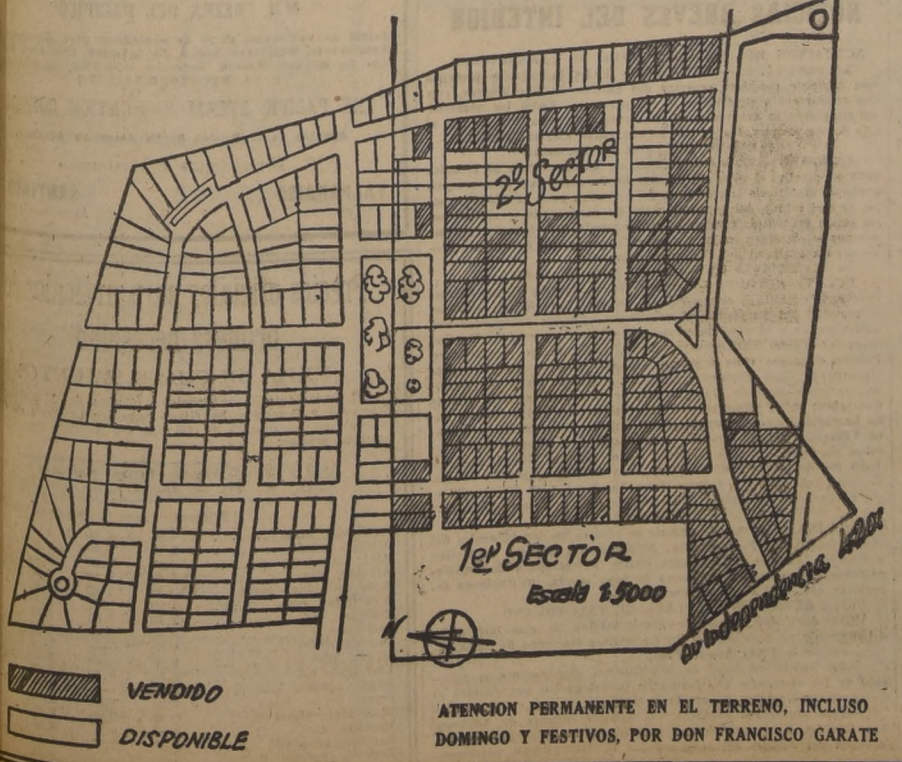 2º Sector
1er SECTOR
Escala 1:5000
N
av. Independencia
VENDIDO
DISPONIBLE
ATENCION PERMANENTE EN EL TERRENO, INCLUSO
DOMINGO Y FESTIVOS, POR DON FRANCISCO GARATE